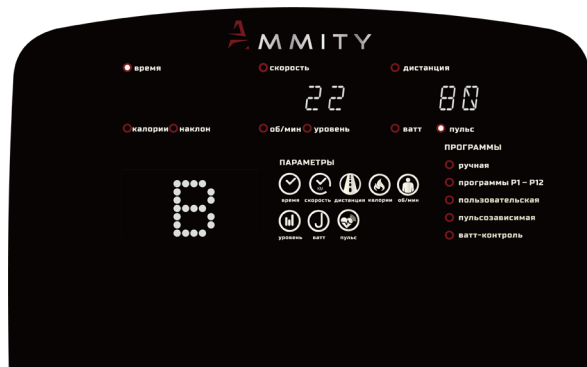 AMMITY
время скорость дистанция
22 80
калории наклон об/мин уровень ватт пульс
ПРОГРАММЫ
ручная
ПАРАМЕТРЫ
программы P1 – P12
пользовательская
время скорость дистанция калории об/мин
B
пульсозависимая
ватт-контроль
уровень ватт пульс